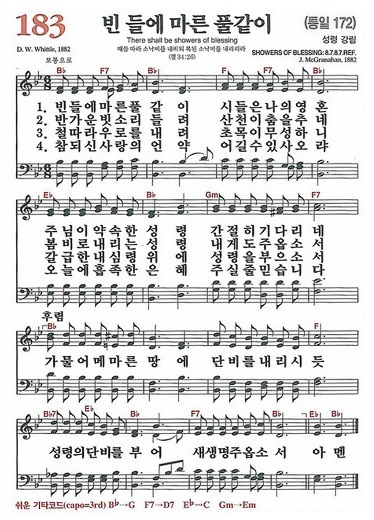 183
빈 들에 마른 풀같이
(통일 172)
There shall be showers of blessing
성령 강림
D. W. Whittle, 1882
때를 따라 소낙비를 내리되 복된 소낙비를 내리리라
SHOWERS OF BLESSING: 8.7.8.7.REF.
보통으로
(겔 34:26)
J. McGranahan, 1882
B♭ B♭ F7
1. 빈 들에 마른 풀 같 이 시 들 은 나 의 영 혼
2. 반 가 운 빗 소 리 들 려 산 천 이 춤 을 추 네
3. 철 따 라 우 로 를 내 려 초 목 이 무 성 하 니
4. 참 되 신 사 랑 의 언 약 어 길 수 있 사 오 랴
E♭ B♭ Gm F7
주 님 이 약 속 한 성 령 간 절 히 기 다 리 네
봄 비 로 내 리 는 성 령 내 게 도 주 옵 소 서
갈 급 한 내 심 령 위 에 성 령 을 부 으 소 서
오 늘 에 흡 족 한 은 혜 주 실 줄 믿 습 니 다
후렴
B♭ B♭ F
가 물 어 메 마 른 땅 에 단 비 를 내 리 시 듯
B♭7 E♭ B♭ F7 B♭ E♭ B♭
성 령 의 단 비 를 부 어 새 생 명 주 옵 소 서 아 멘
쉬운 기타코드(capo=3rd) B♭→G F7→D7 E♭→C Gm→Em